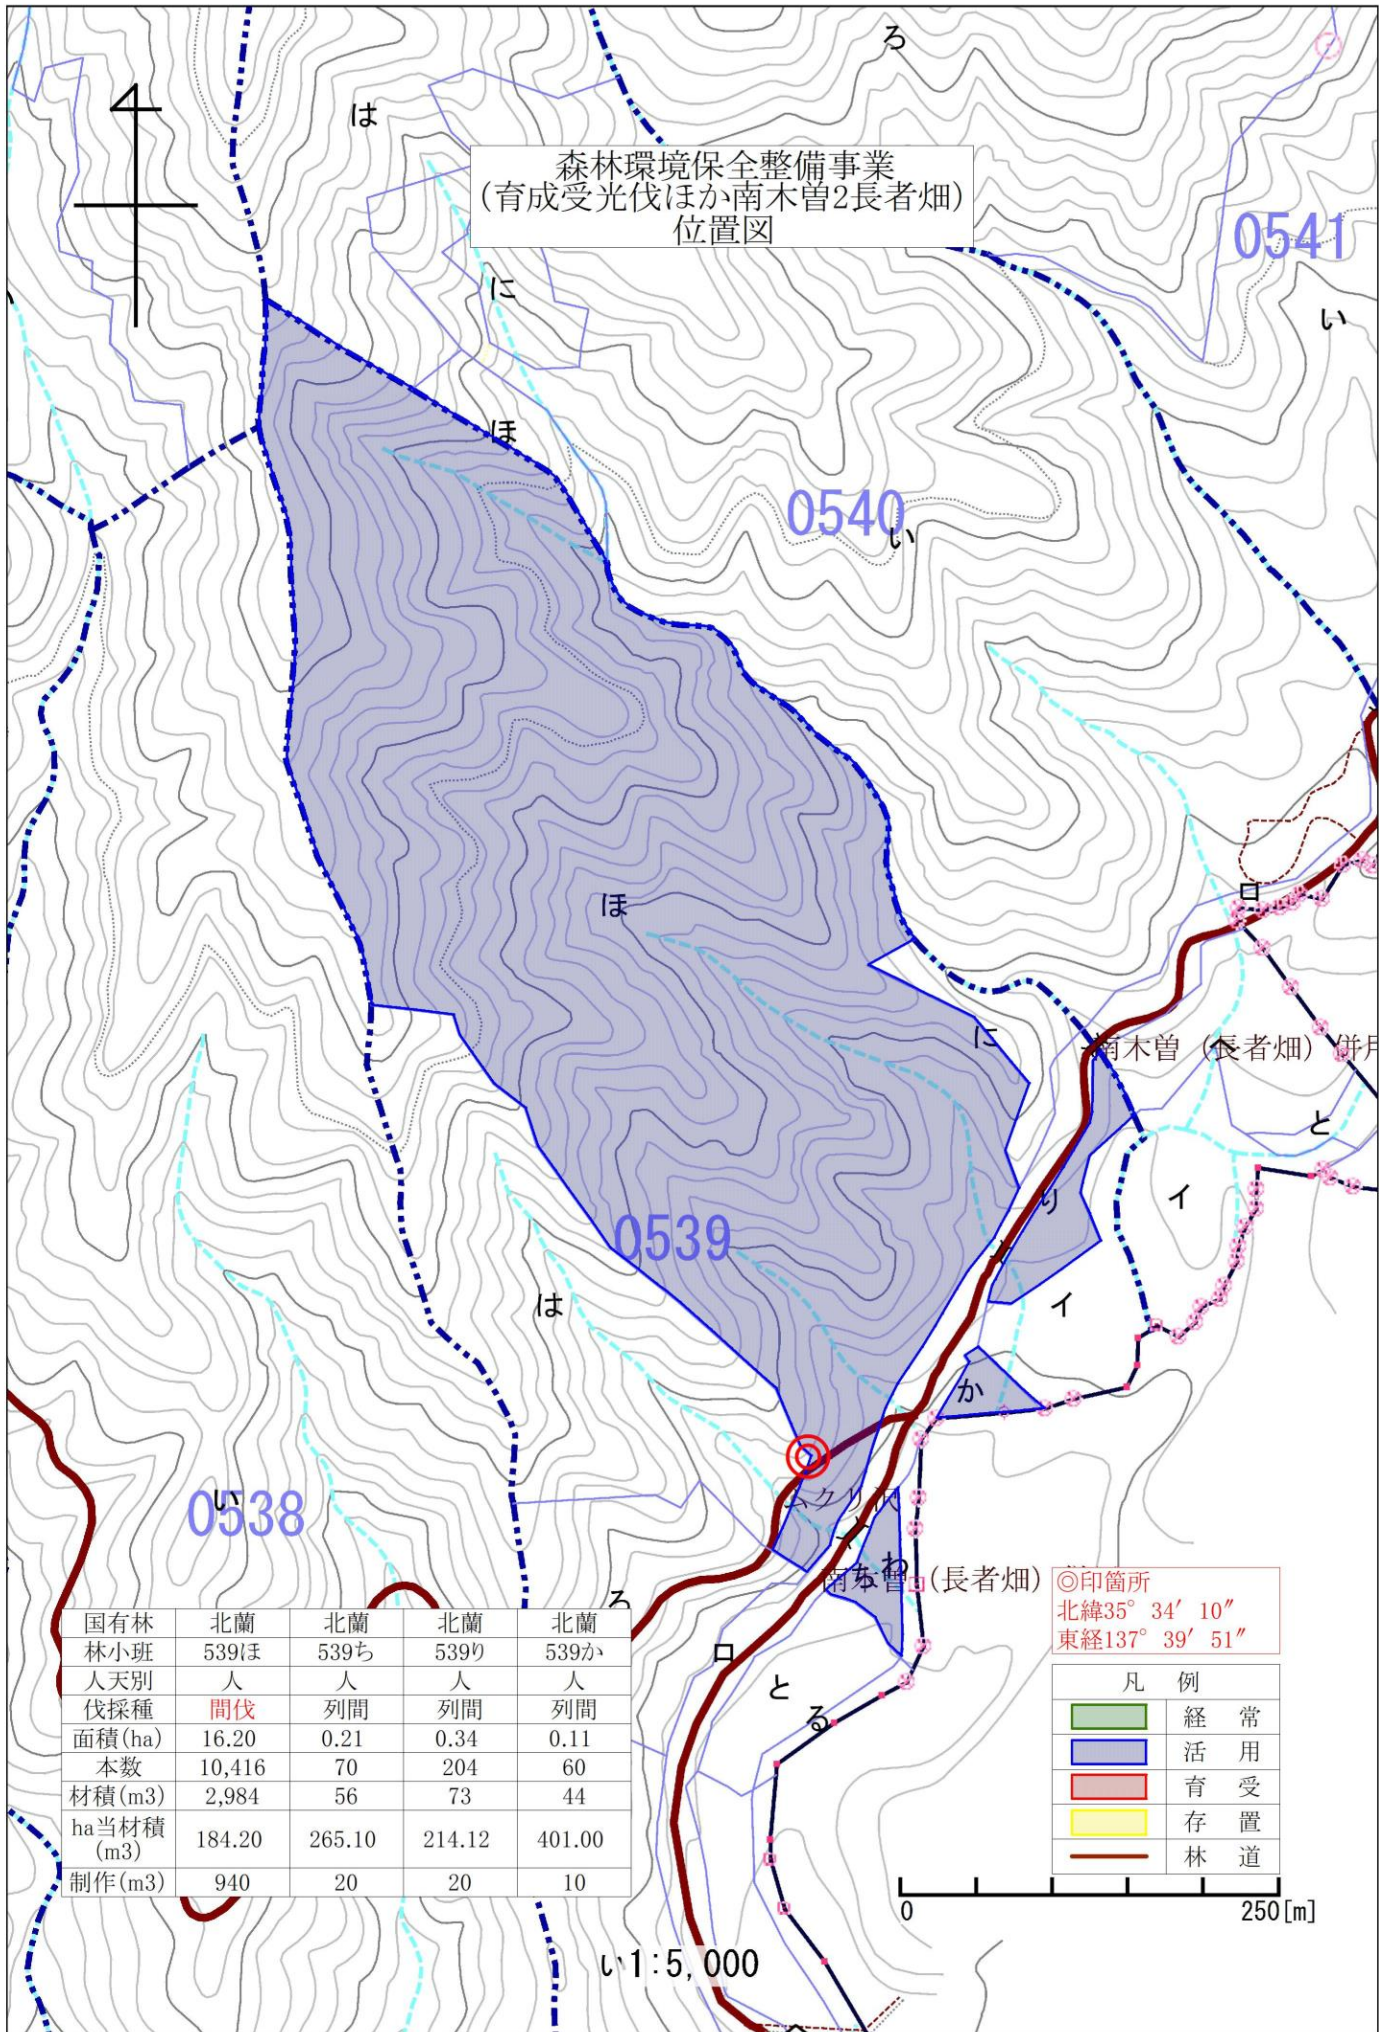 ろ
は
森林環境保全整備事業
(育成受光伐ほか南木曽2長者畑)
位置図
0541
に
い
ほ
0540
い
ほ
ロ
に
南木曽 (長者畑) 併用
へ
と
り
イ
0539
は
イ
か
0538
い
ムクリ沢
わ
ち
南木曽 (長者畑)
◎印箇所
北緯35° 34′ 10″
東経137° 39′ 51″
ろ
国有林 北蘭 北蘭 北蘭 北蘭
林小班 539ほ 539ち 539り 539か
人天別 人 人 人 人
伐採種 間伐 列間 列間 列間
面積(ha) 16.20 0.21 0.34 0.11
本数 10,416 70 204 60
材積(m3) 2,984 56 73 44
ha当材積
(m3) 184.20 265.10 214.12 401.00
制作(m3) 940 20 20 10
ロ
と
る
凡 例
経 常
活 用
育 受
存 置
林 道
0 250[m]
い1:5,000
へ